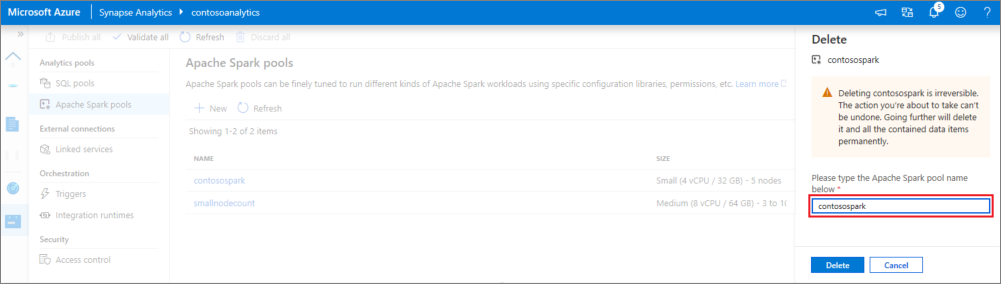 Microsoft Azure Synapse Analytics contosoanalytics 5
Publish all Validate all Refresh Discard all
Analytics pools
SQL pools
Apache Spark pools
External connections
Linked services
Orchestration
Triggers
Integration runtimes
Security
Access control
Apache Spark pools
Apache Spark pools can be finely tuned to run different kinds of Apache Spark workloads using specific configuration libraries, permissions, etc. Learn more
New Refresh
Showing 1-2 of 2 items
NAME SIZE
contosospark Small (4 vCPU / 32 GB) - 5 nodes
smallnodecount Medium (8 vCPU / 64 GB) - 3 to 10
Delete
contosospark
Deleting contosospark is irreversible.
The action you're about to take can't
be undone. Going further will delete
it and all the contained data items
permanently.
Please type the Apache Spark pool name
below *
contosospark
Delete Cancel